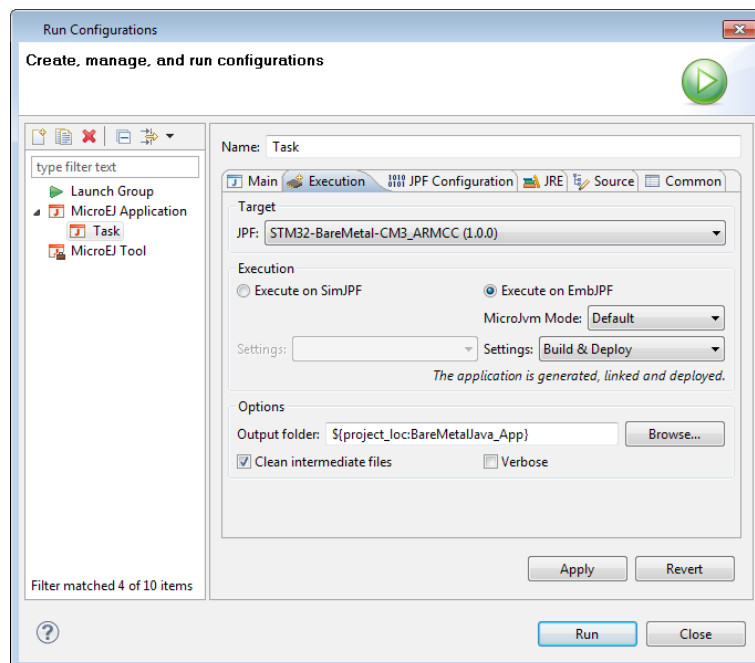 Run Configurations
Create, manage, and run configurations
type filter text
Launch Group
MicroEJ Application
Task
MicroEJ Tool
Filter matched 4 of 10 items
Name: Task
Main Execution JPF Configuration JRE Source Common
Target
JPF: STM32-BareMetal-CM3_ARMCC (1.0.0)
Execution
Execute on SimJPF Execute on EmbJPF
MicroJvm Mode: Default
Settings: Settings: Build & Deploy
The application is generated, linked and deployed.
Options
Output folder: ${project_loc:BareMetalJava_App} Browse...
Clean intermediate files Verbose
Apply Revert
Run Close